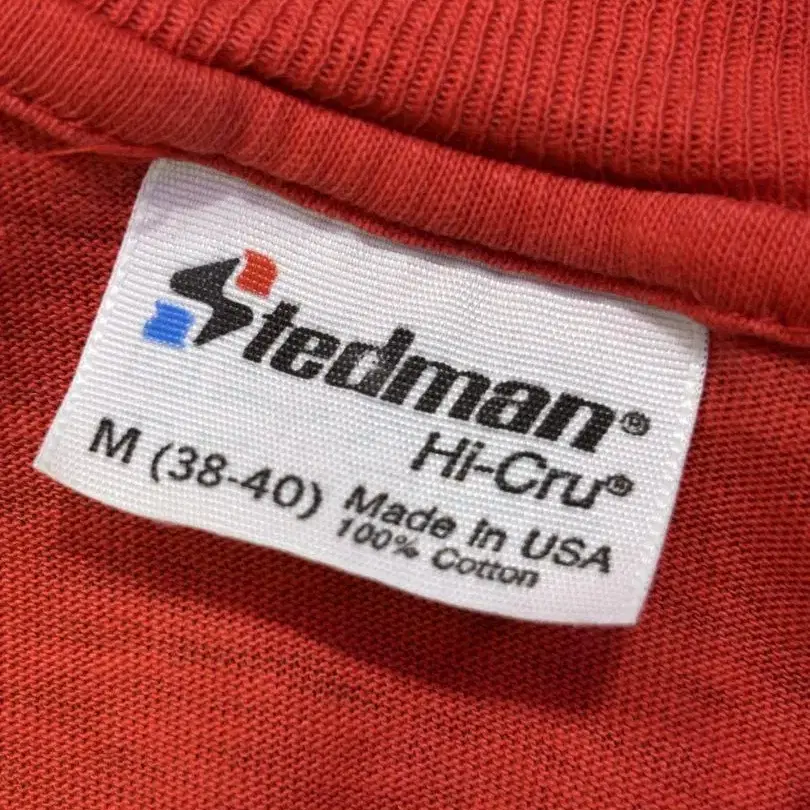 Stedman®
Hi-Cru®
M (38-40)
Made In USA
100% Cotton